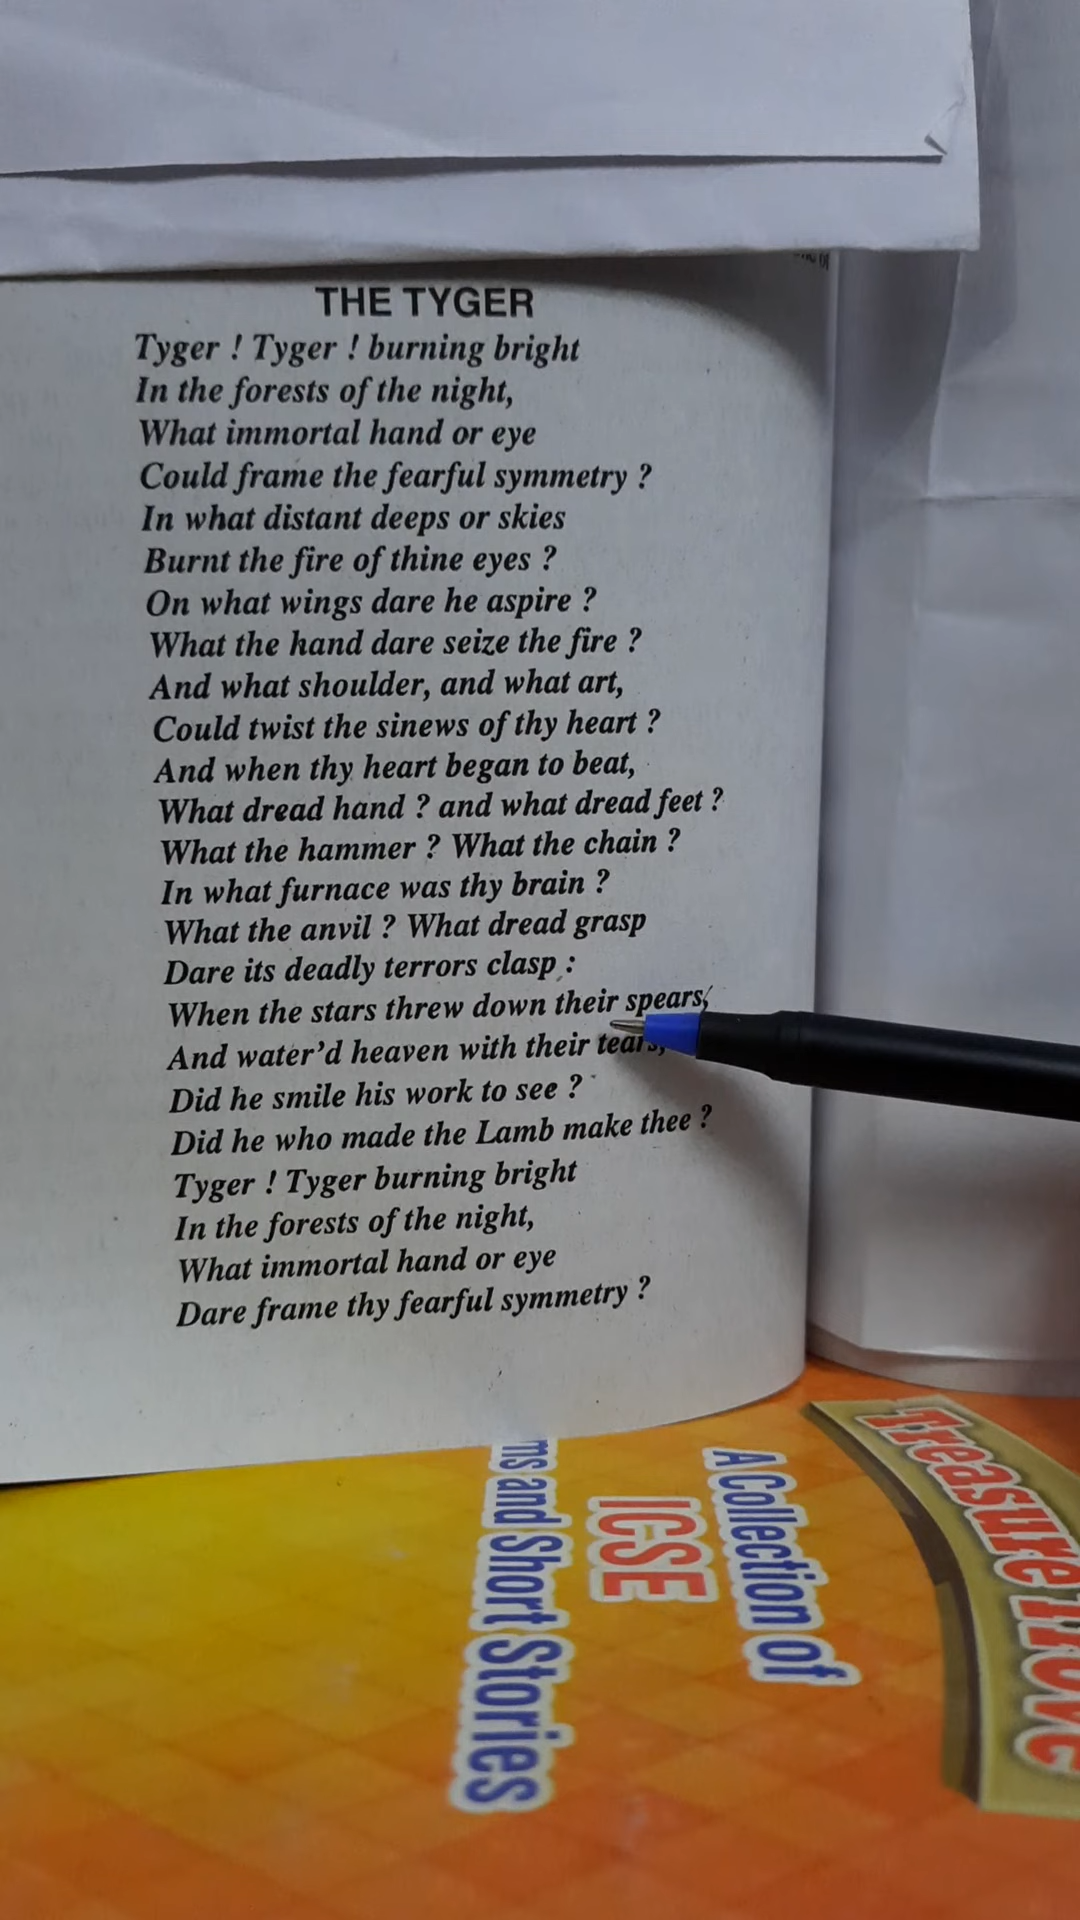 THE TYGER
Tyger ! Tyger ! burning bright
In the forests of the night,
What immortal hand or eye
Could frame the fearful symmetry ?
In what distant deeps or skies
Burnt the fire of thine eyes ?
On what wings dare he aspire ?
What the hand dare seize the fire ?
And what shoulder, and what art,
Could twist the sinews of thy heart ?
And when thy heart began to beat,
What dread hand ? and what dread feet ?
What the hammer ? What the chain ?
In what furnace was thy brain ?
What the anvil ? What dread grasp
Dare its deadly terrors clasp :
When the stars threw down their spears,
And water'd heaven with their tears,
Did he smile his work to see ?
Did he who made the Lamb make thee ?
Tyger ! Tyger burning bright
In the forests of the night,
What immortal hand or eye
Dare frame thy fearful symmetry ?
Treasure Trove
A Collection of
ICSE
ms and Short Stories